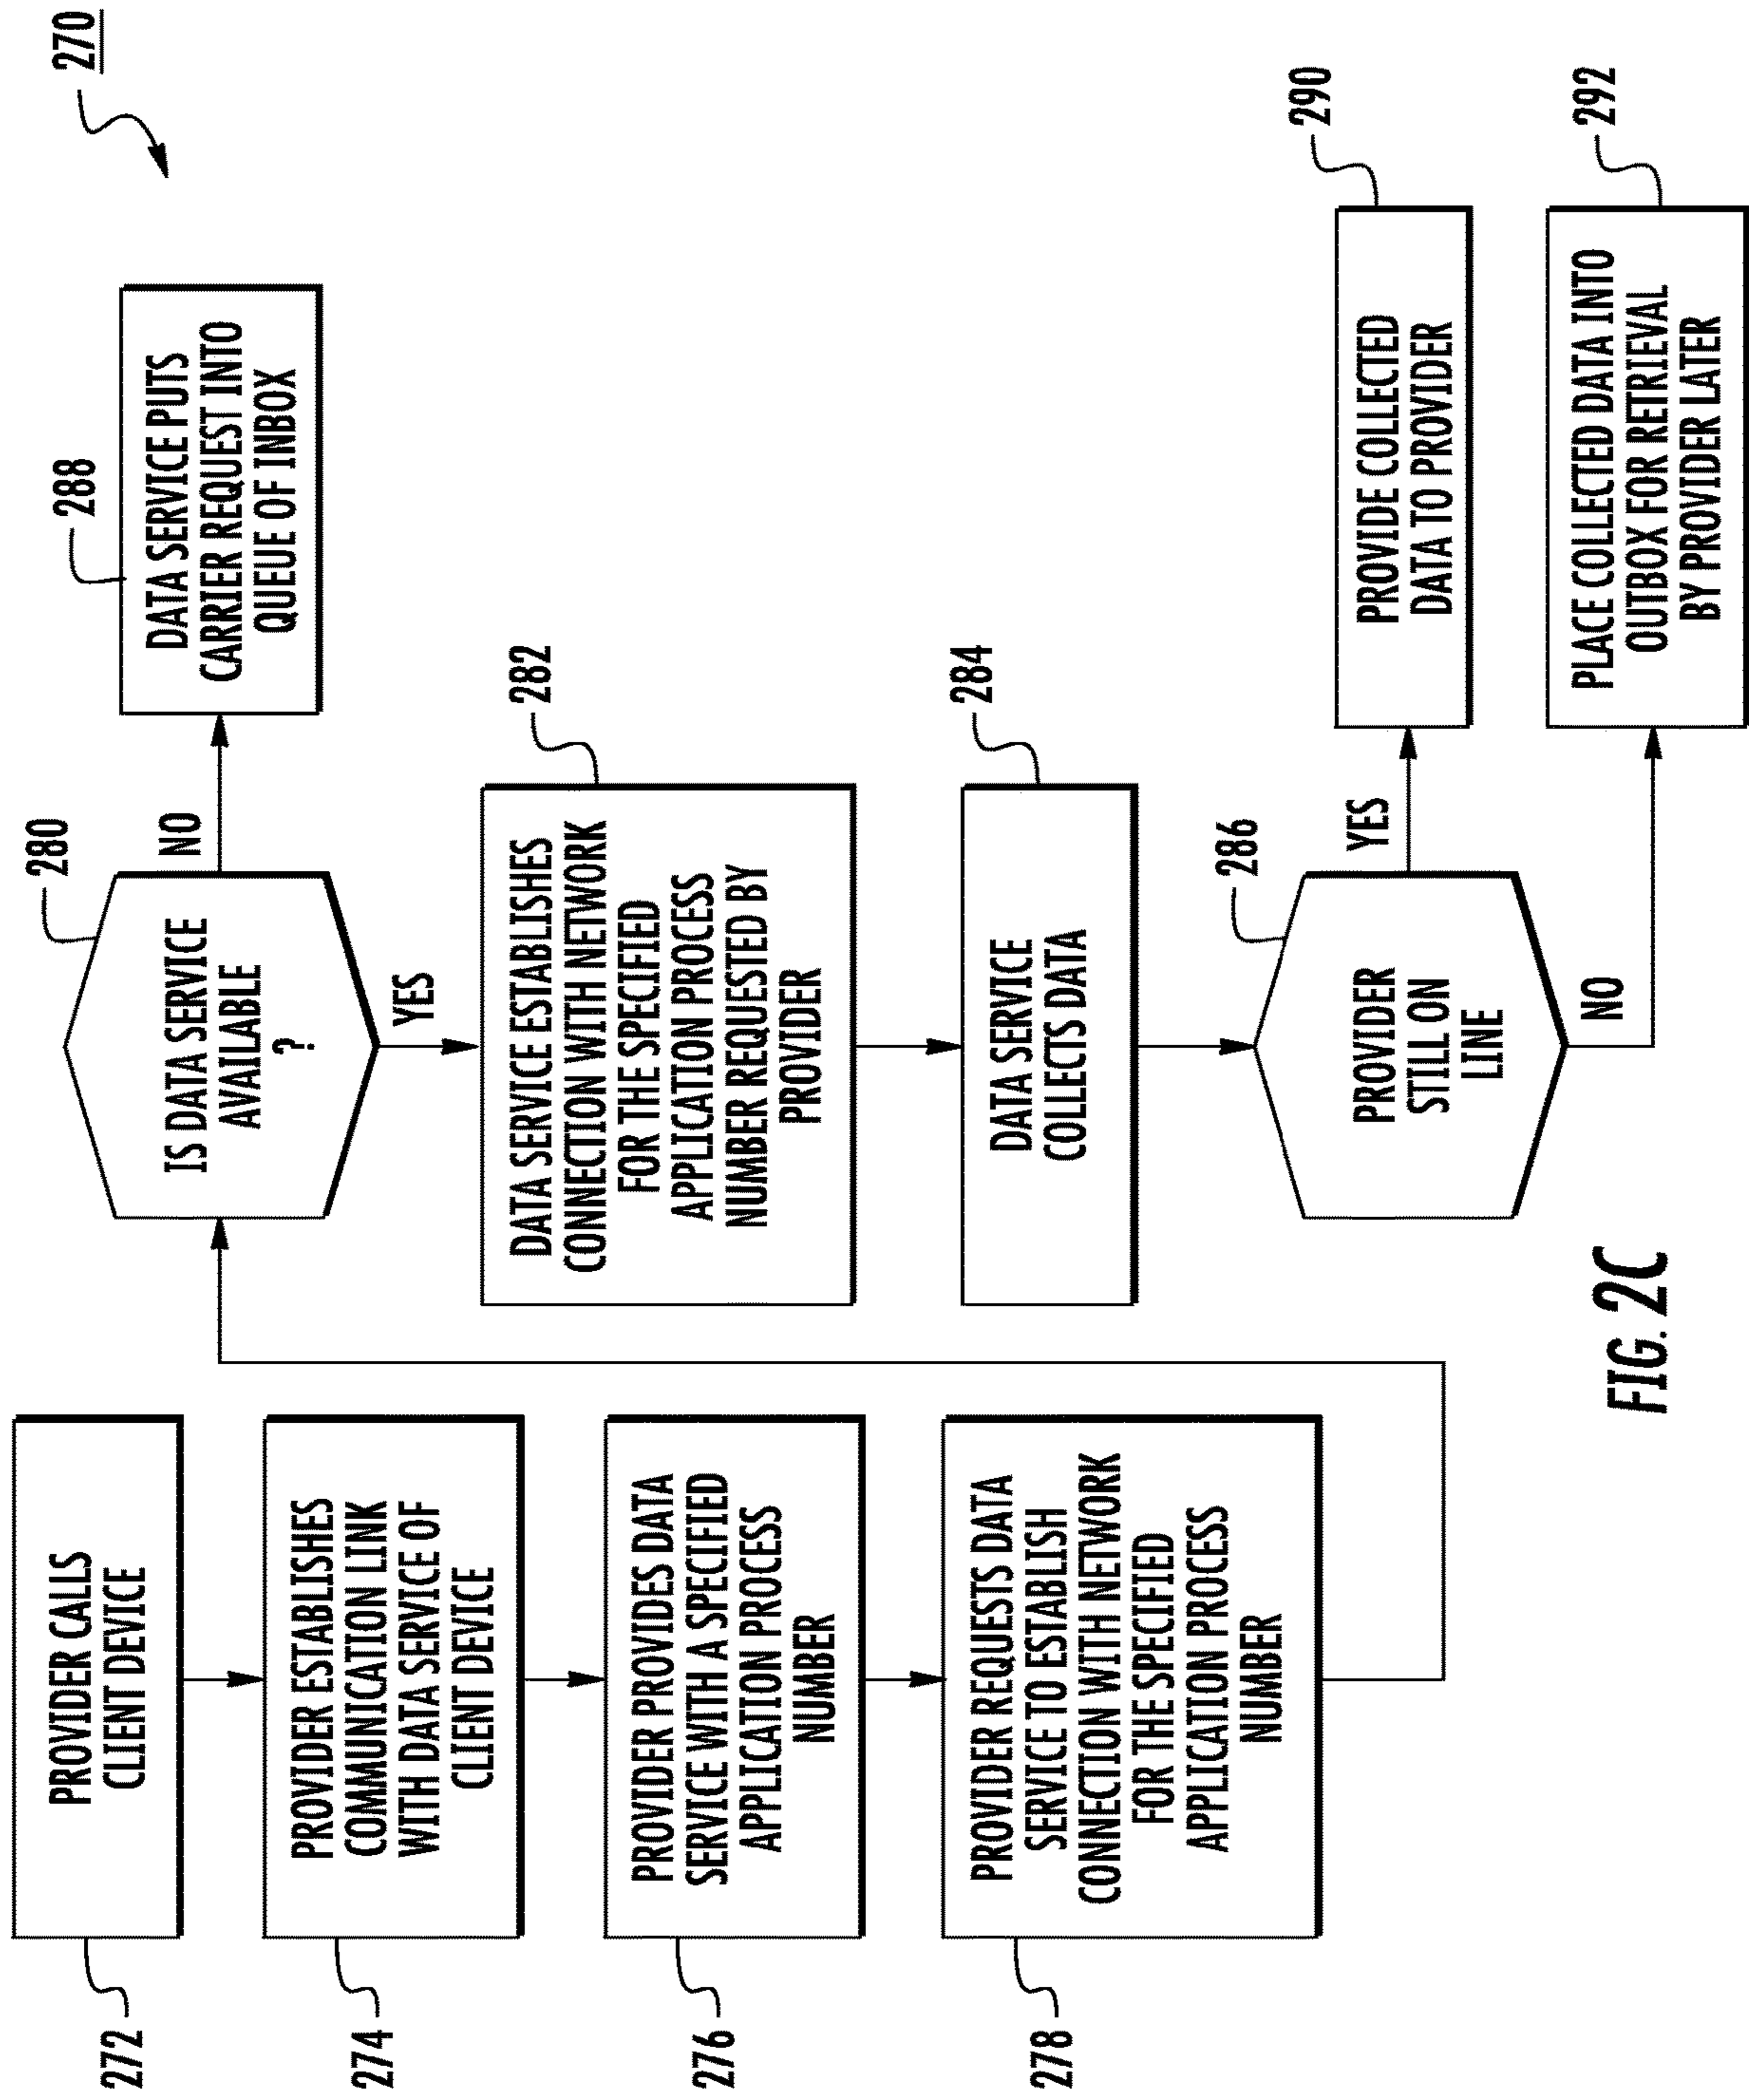 270
272
PROVIDER CALLS
CLIENT DEVICE
274
PROVIDER ESTABLISHES
COMMUNICATION LINK
WITH DATA SERVICE OF
CLIENT DEVICE
276
PROVIDER PROVIDES DATA
SERVICE WITH A SPECIFIED
APPLICATION PROCESS
NUMBER
278
PROVIDER REQUESTS DATA
SERVICE TO ESTABLISH
CONNECTION WITH NETWORK
FOR THE SPECIFIED
APPLICATION PROCESS
NUMBER
280
IS DATA SERVICE
AVAILABLE
?
NO
288
DATA SERVICE PUTS
CARRIER REQUEST INTO
QUEUE OF INBOX
YES
282
DATA SERVICE ESTABLISHES
CONNECTION WITH NETWORK
FOR THE SPECIFIED
APPLICATION PROCESS
NUMBER REQUESTED BY
PROVIDER
284
DATA SERVICE
COLLECTS DATA
286
PROVIDER
STILL ON
LINE
YES
290
PROVIDE COLLECTED
DATA TO PROVIDER
NO
292
PLACE COLLECTED DATA INTO
OUTBOX FOR RETRIEVAL
BY PROVIDER LATER
FIG. 2C